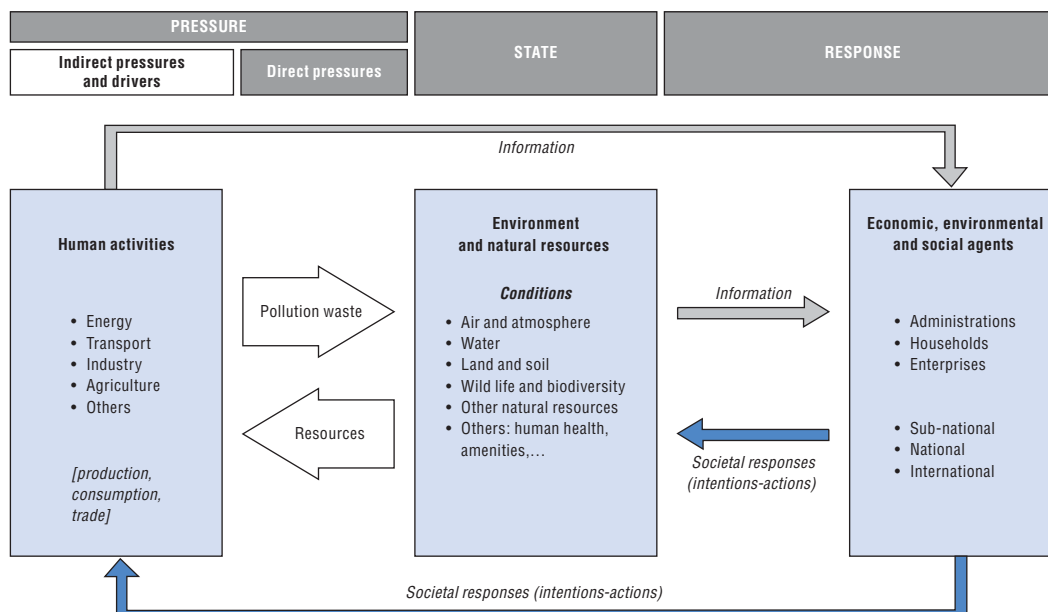 PRESSURE
STATE
RESPONSE
Indirect pressures
and drivers
Direct pressures
Information
Human activities
• Energy
• Transport
• Industry
• Agriculture
• Others
[production,
consumption,
trade]
Pollution waste
Resources
Environment
and natural resources
Conditions
• Air and atmosphere
• Water
• Land and soil
• Wild life and biodiversity
• Other natural resources
• Others: human health,
amenities,…
Information
Societal responses
(intentions-actions)
Economic, environmental
and social agents
• Administrations
• Households
• Enterprises
• Sub-national
• National
• International
Societal responses (intentions-actions)